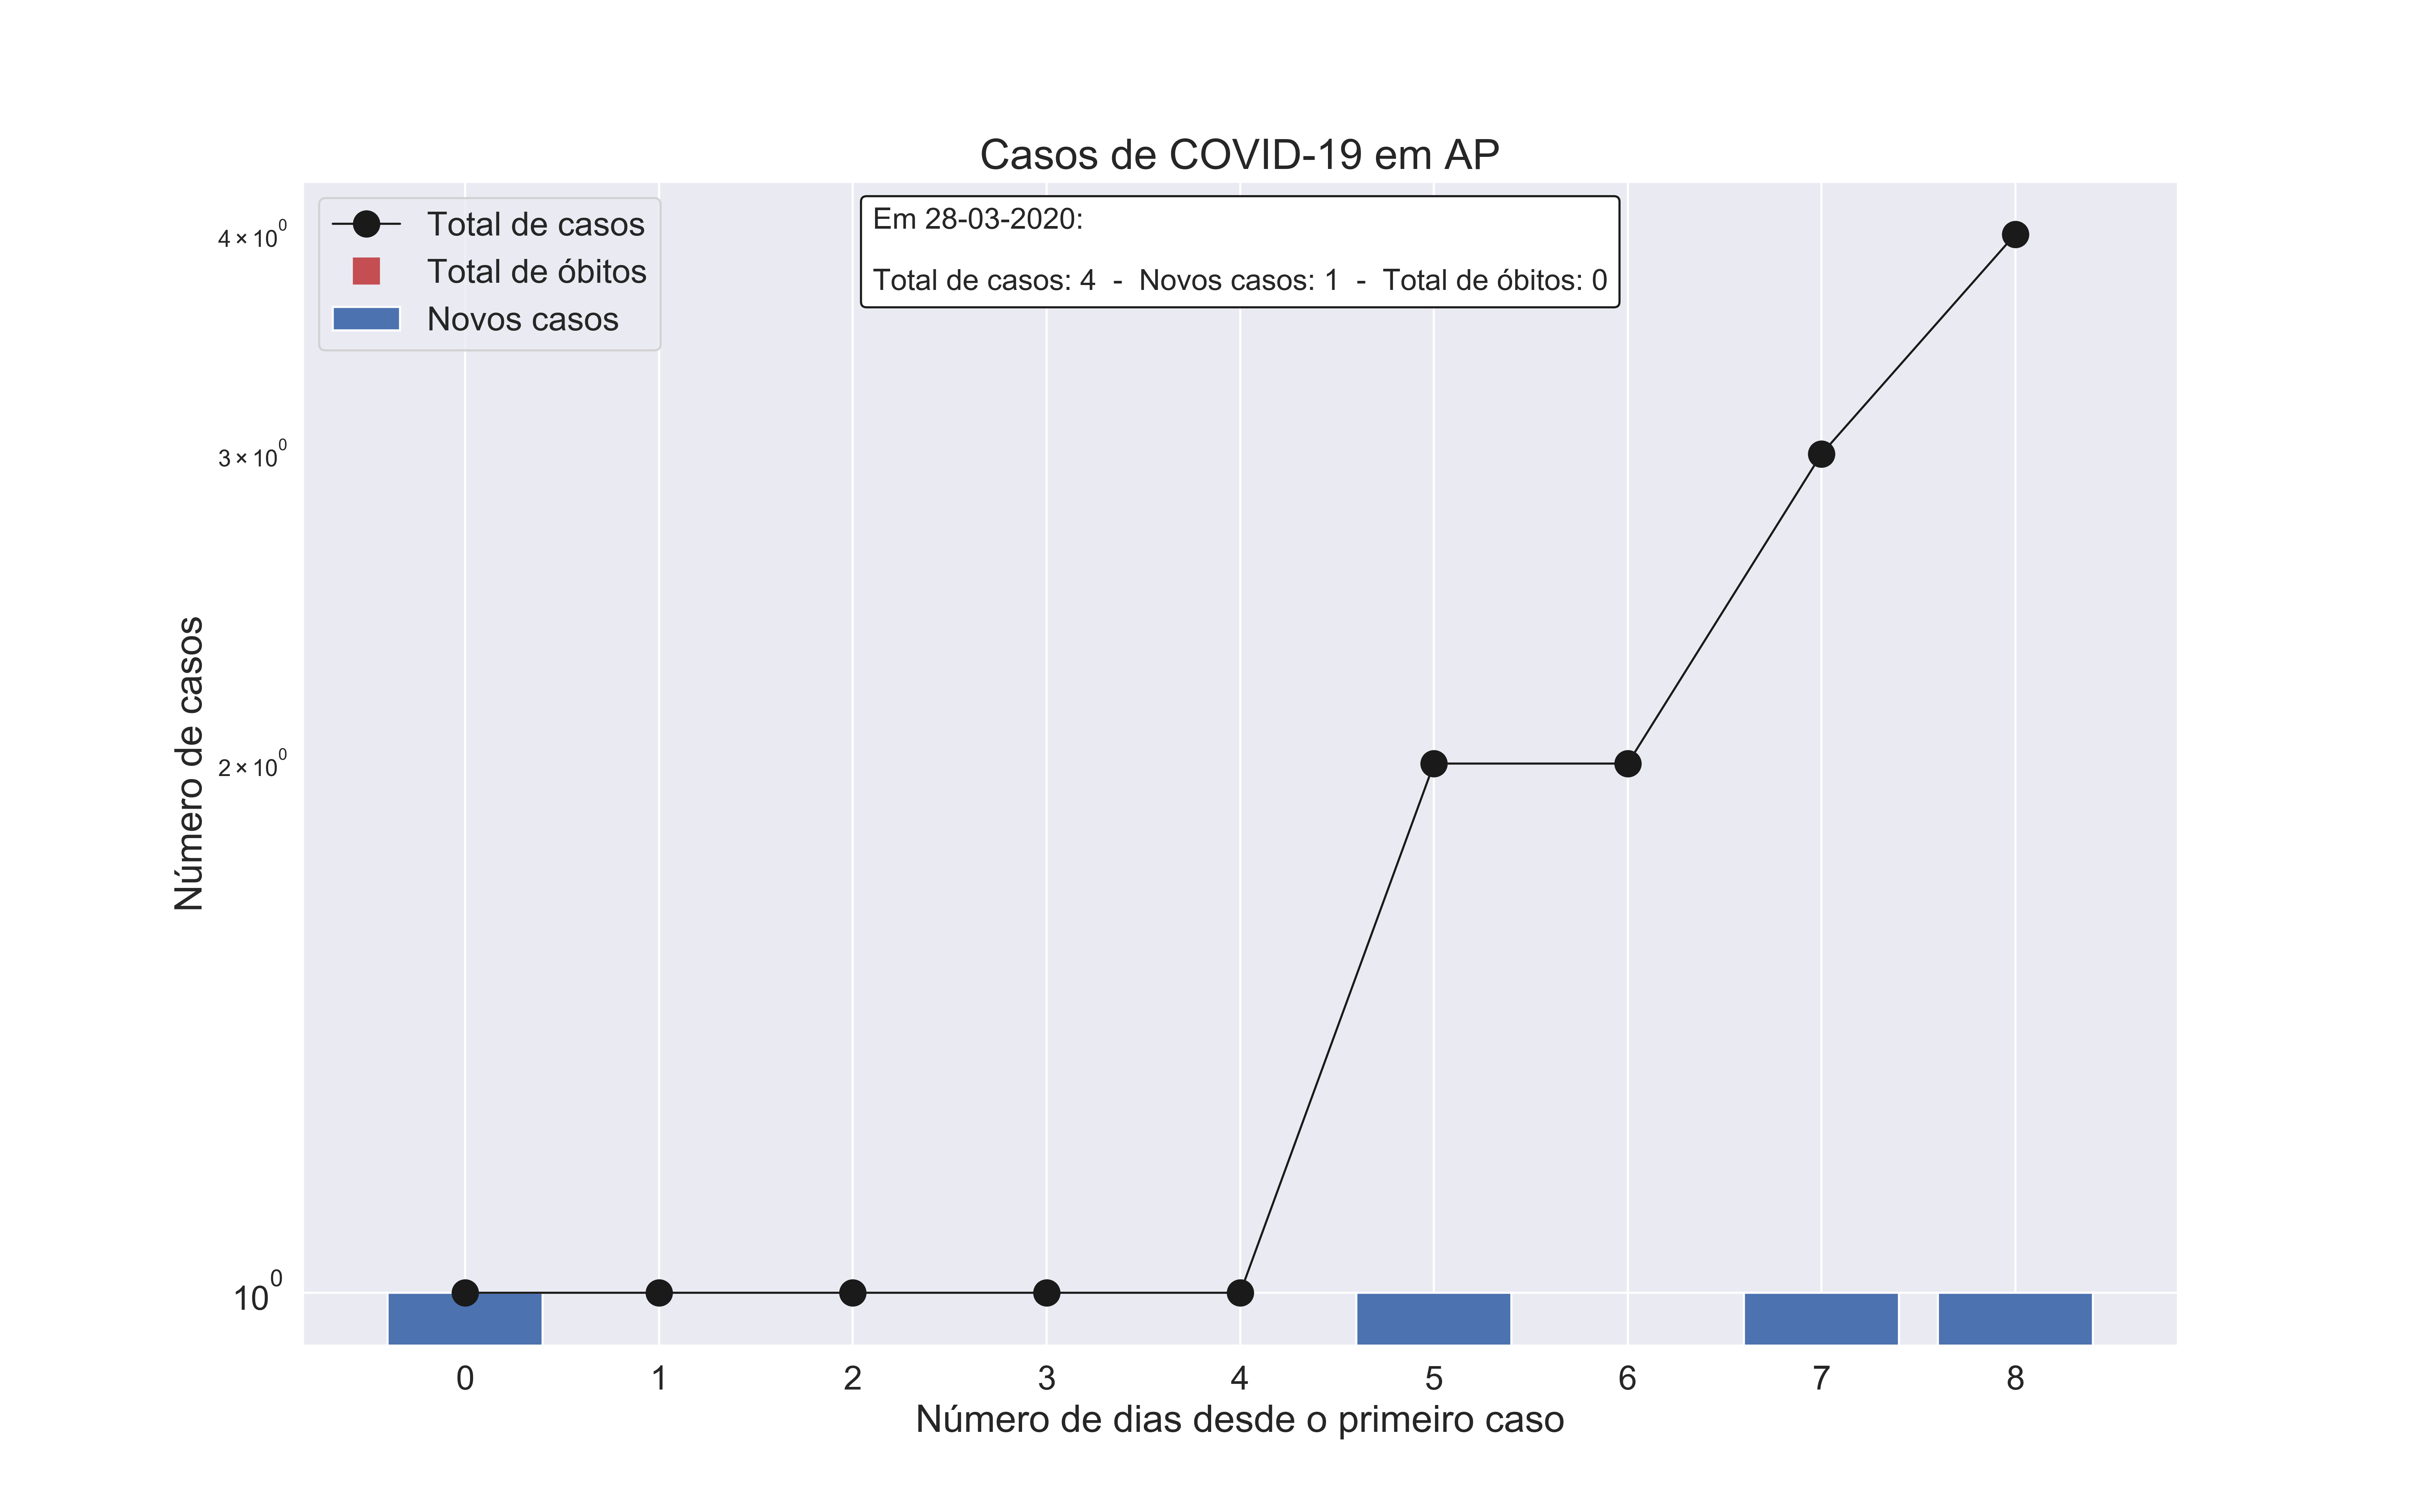 Casos de COVID-19 em AP
Total de casos
Total de óbitos
Novos casos
Em 28-03-2020:
Total de casos: 4 - Novos casos: 1 - Total de óbitos: 0
Número de casos
4 × 10⁰
3 × 10⁰
2 × 10⁰
10⁰
0 1 2 3 4 5 6 7 8
Número de dias desde o primeiro caso